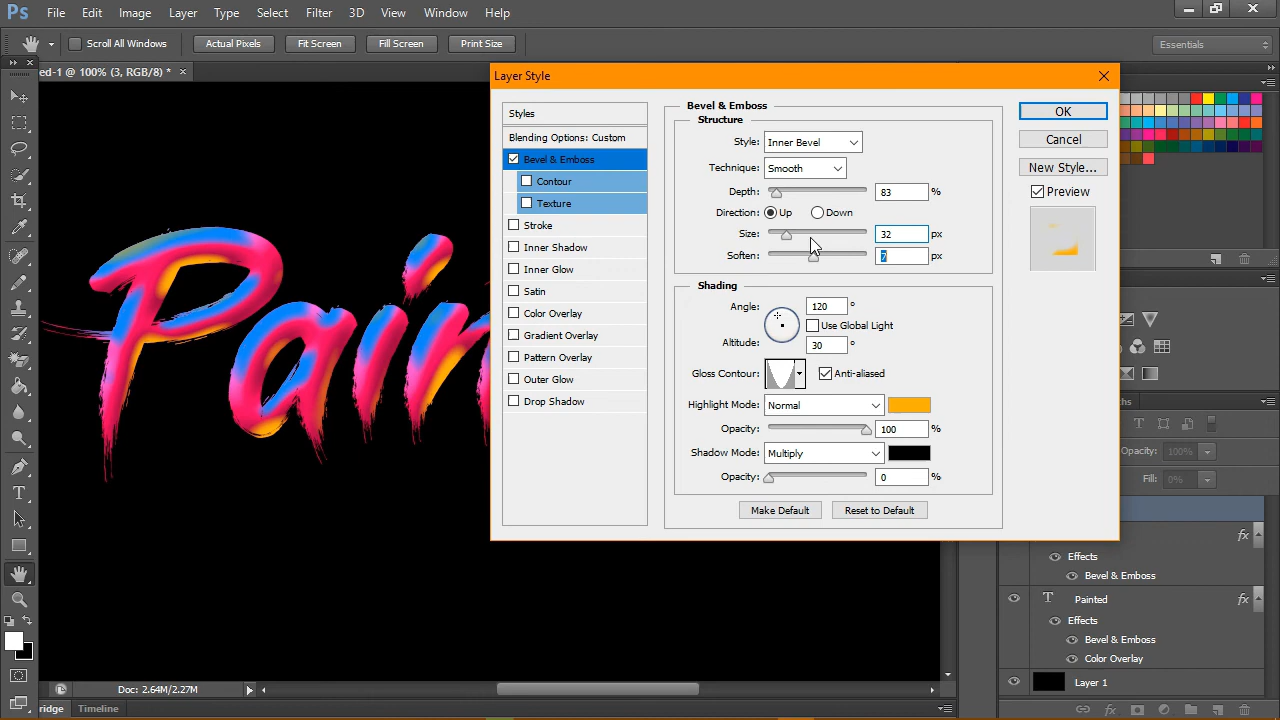 Ps File Edit Image Layer Type Select Filter 3D View Window Help
Scroll All Windows Actual Pixels Fit Screen Fill Screen Print Size Essentials
ed-1 @ 100% (3, RGB/8) * ×
Layer Style
Styles
Blending Options: Custom
Bevel & Emboss
Contour
Texture
Stroke
Inner Shadow
Inner Glow
Satin
Color Overlay
Gradient Overlay
Pattern Overlay
Outer Glow
Drop Shadow
Bevel & Emboss
Structure
Style: Inner Bevel
Technique: Smooth
Depth: 83 %
Direction: Up Down
Size: 32 px
Soften: 7 px
Shading
Angle: 120 °
Use Global Light
Altitude: 30 °
Gloss Contour: Anti-aliased
Highlight Mode: Normal
Opacity: 100 %
Shadow Mode: Multiply
Opacity: 0 %
Make Default Reset to Default
OK
Cancel
New Style...
Preview
Pain
ths
Opacity: 100%
Fill: 0%
fx
Effects
Bevel & Emboss
T Painted fx
Effects
Bevel & Emboss
Color Overlay
Layer 1
Doc: 2.64M/2.27M
ridge Timeline